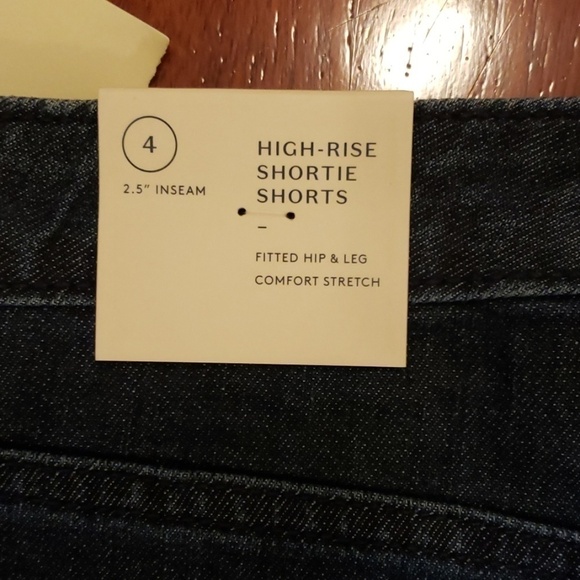 4
2.5" INSEAM
HIGH-RISE
SHORTIE
SHORTS
–
FITTED HIP & LEG
COMFORT STRETCH